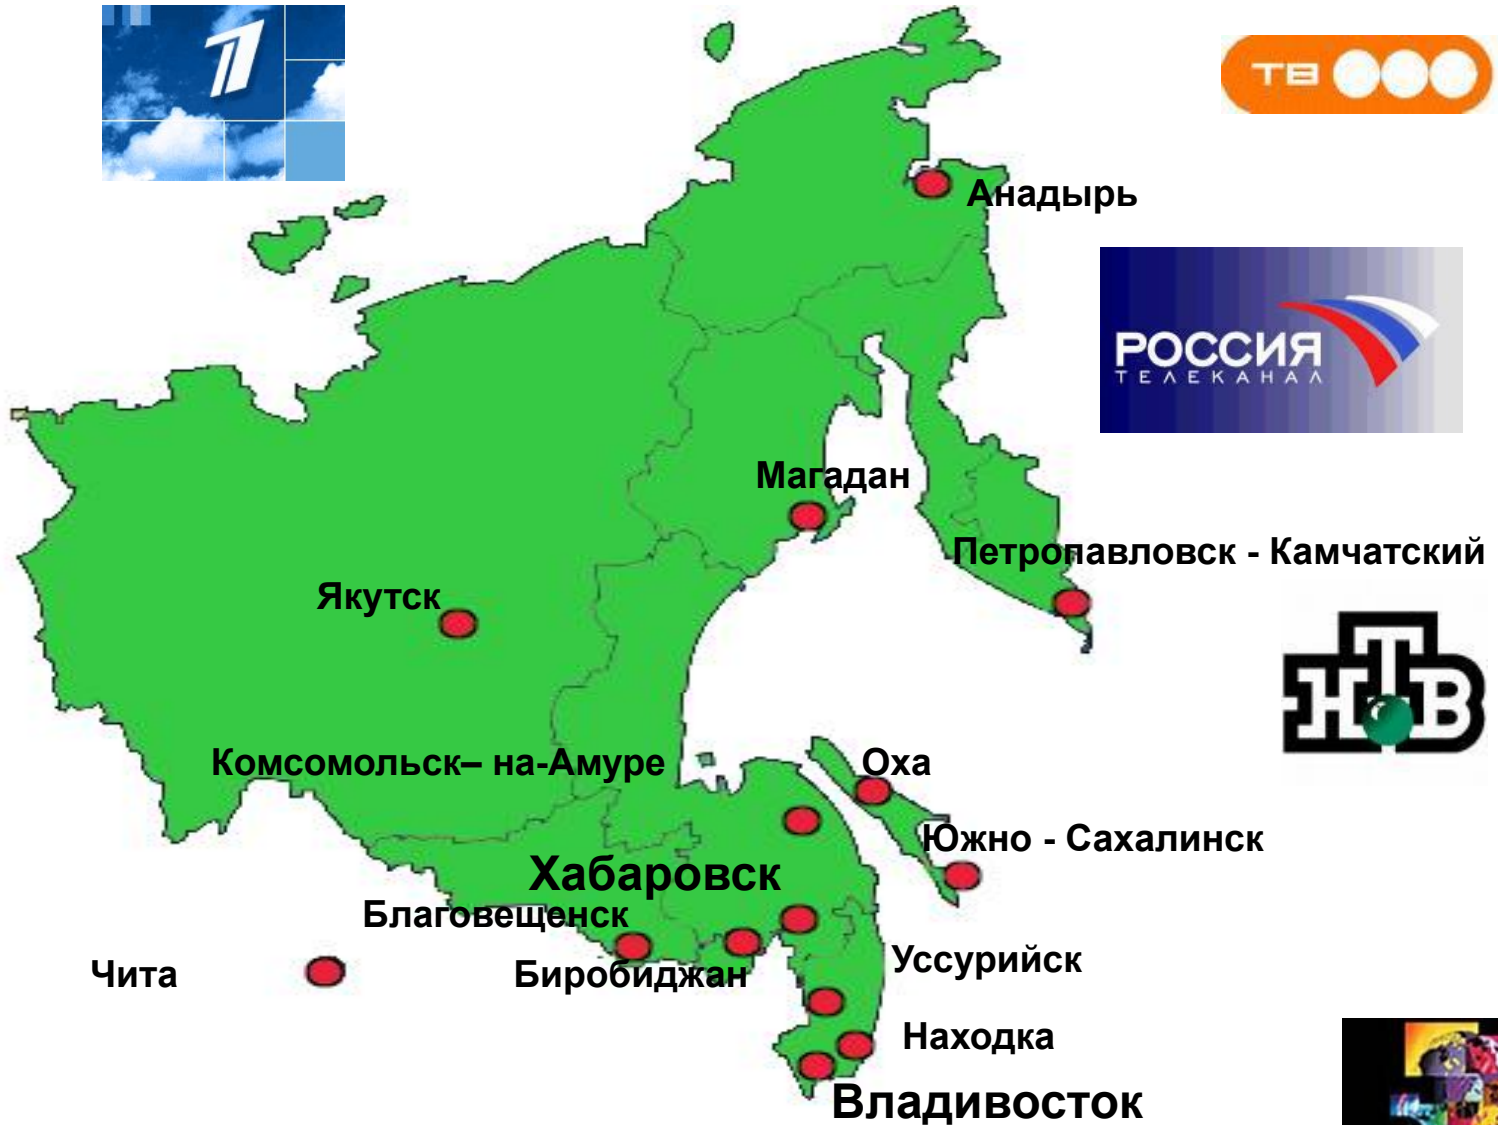 1
ТВ
Анадырь
РОССИЯ
ТЕЛЕКАНАЛ
Магадан
Петропавловск - Камчатский
Якутск
НТВ
Комсомольск– на-Амуре
Оха
Южно - Сахалинск
Хабаровск
Благовещенск
Уссурийск
Чита
Биробиджан
Находка
Владивосток